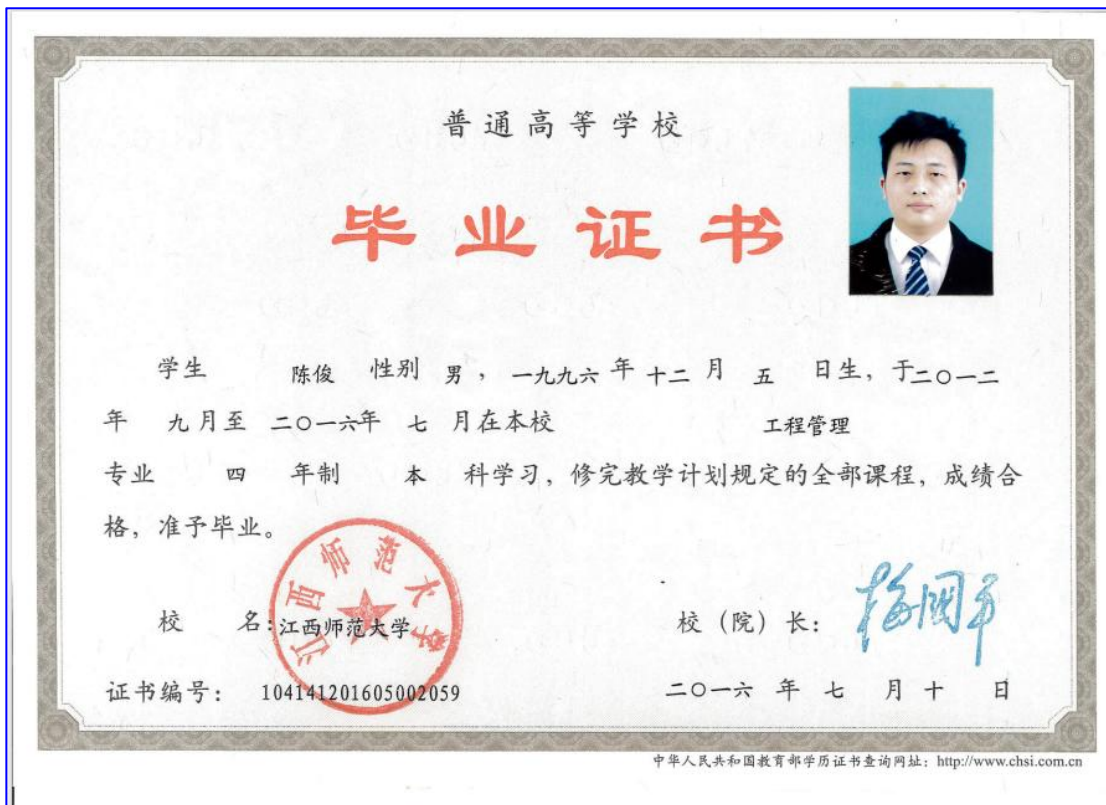 普通高等学校
毕业证书
学生 陈俊 性别 男，一九九六年十二月 五 日生，于二〇一二
年 九月至 二〇一六年 七 月在本校 工程管理
专业 四 年制 本 科学习，修完教学计划规定的全部课程，成绩合
格，准予毕业。
江西师范大学
校 名：江西师范大学
校（院）长：
证书编号： 104141201605002059
二〇一六 年 七 月 十 日
中华人民共和国教育部学历证书查询网址：http://www.chsi.com.cn